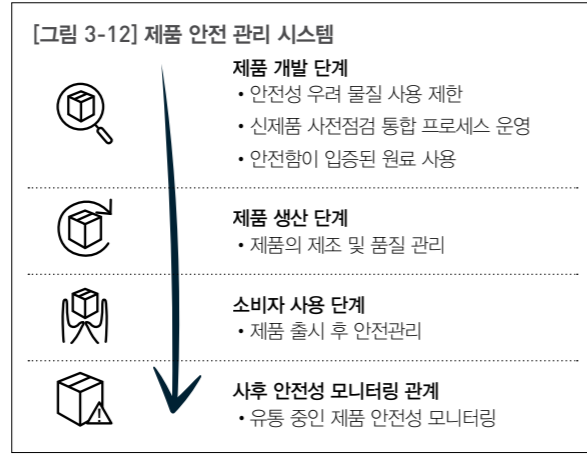 [그림 3-12] 제품 안전 관리 시스템
제품 개발 단계
• 안전성 우려 물질 사용 제한
• 신제품 사전점검 통합 프로세스 운영
• 안전함이 입증된 원료 사용
제품 생산 단계
• 제품의 제조 및 품질 관리
소비자 사용 단계
• 제품 출시 후 안전관리
사후 안전성 모니터링 관계
• 유통 중인 제품 안전성 모니터링